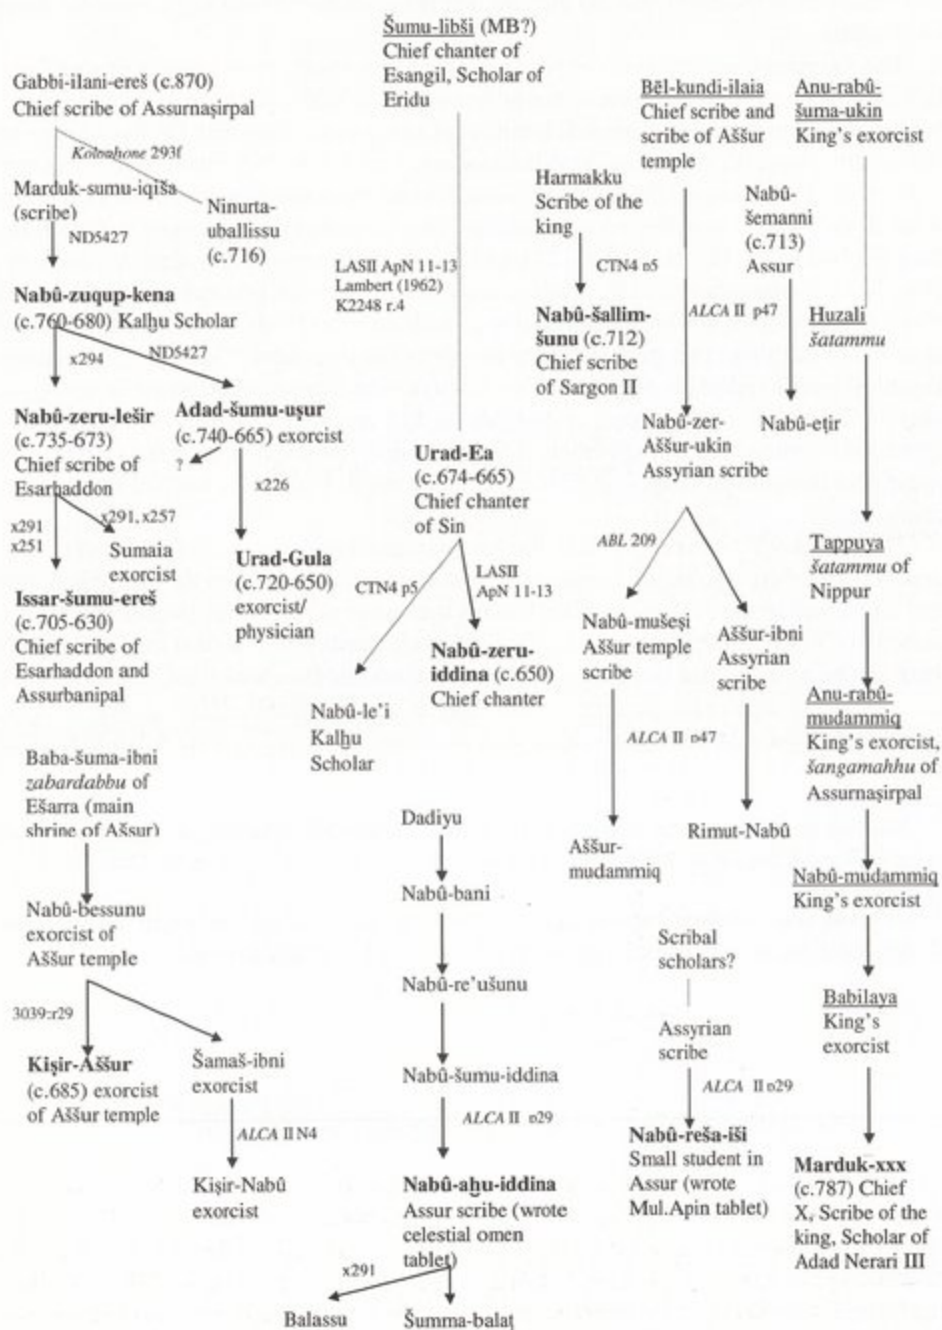 Šumu-libši (MB?)
Chief chanter of
Esangil, Scholar of
Eridu
Gabbi-ilani-ereš (c.870)
Chief scribe of Assurnaṣirpal
Kolophone 293f
Marduk-sumu-iqiša
(scribe)
Ninurta-
uballissu
(c.716)
ND5427
Nabû-zuqup-kena
(c.760-680) Kalḫu Scholar
x294
ND5427
Nabû-zeru-lešir
(c.735-673)
Chief scribe of
Esarhaddon
Adad-šumu-uṣur
(c.740-665) exorcist
?
x226
x291
x251
x291, x257
Sumaia
exorcist
Urad-Gula
(c.720-650)
exorcist/
physician
Issar-šumu-ereš
(c.705-630)
Chief scribe of
Esarhaddon and
Assurbanipal
LASII ApN 11-13
Lambert (1962)
K2248 r.4
Urad-Ea
(c.674-665)
Chief chanter
of Sin
CTN4 p5
LASII
ApN 11-13
Nabû-zeru-
iddina (c.650)
Chief chanter
Nabû-le'i
Kalḫu
Scholar
Harmakku
Scribe of the
king
CTN4 n5
Nabû-šallim-
šunu (c.712)
Chief scribe
of Sargon II
Bēl-kundi-ilaia
Chief scribe and
scribe of Aššur
temple
ALCA II p47
Nabû-zer-
Aššur-ukin
Assyrian scribe
ABL 209
Nabû-mušeṣi
Aššur temple
scribe
Aššur-ibni
Assyrian
scribe
ALCA II n47
Aššur-
mudammiq
Rimut-Nabû
Nabû-
šemanni
(c.713)
Assur
Nabû-eṭir
Anu-rabû-
šuma-ukin
King's exorcist
Huzali
šatammu
Tappuya
šatammu of
Nippur
Anu-rabû-
mudammiq
King's exorcist,
šangamahhu of
Assurnaṣirpal
Nabû-mudammiq
King's exorcist
Babilaya
King's
exorcist
Marduk-xxx
(c.787) Chief
X, Scribe of the
king, Scholar of
Adad Nerari III
Baba-šuma-ibni
zabardabbu of
Ešarra (main
shrine of Aššur)
Nabû-bessunu
exorcist of
Aššur temple
3039:r29
Kiṣir-Aššur
(c.685) exorcist
of Aššur temple
Šamaš-ibni
exorcist
ALCA II N4
Kiṣir-Nabû
exorcist
Dadiyu
Nabû-bani
Nabû-re'ušunu
Nabû-šumu-iddina
ALCA II n29
Nabû-aḫu-iddina
Assur scribe (wrote
celestial omen
tablet)
x291
Balassu
Šumma-balaṭ
Scribal
scholars?
Assyrian
scribe
ALCA II n29
Nabû-reša-iši
Small student in
Assur (wrote
Mul.Apin tablet)